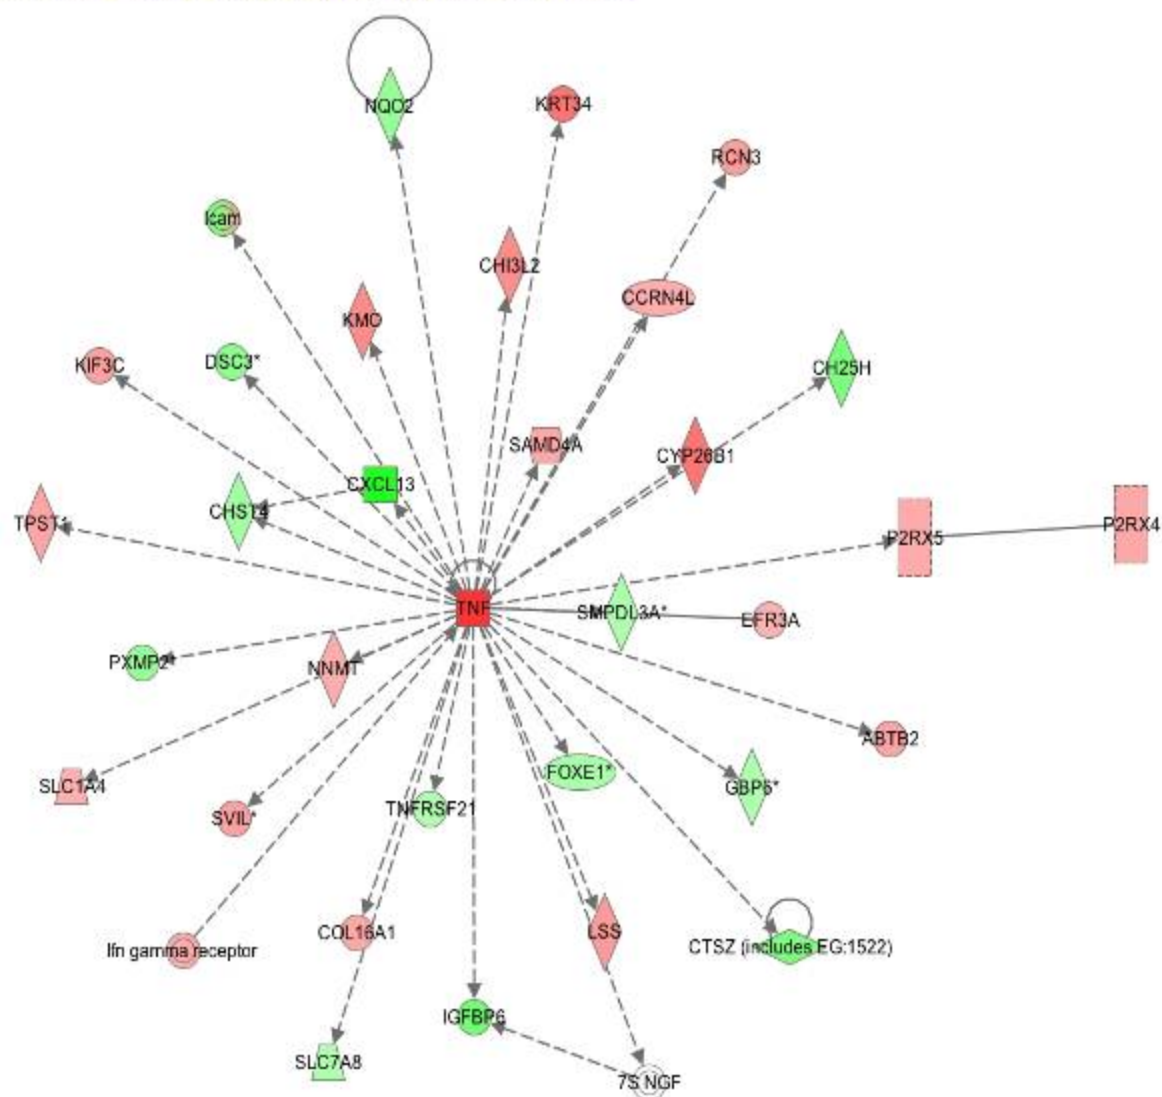 NQO2
KRT34
RCN3
Icam
CHI3L2
CCRN4L
KMO
KIF3C
DSC3*
CH25H
SAMD4A
CYP26B1
CXCL13
CHST4
TPST1
P2RX5
P2RX4
TNF
SMPDL3A*
EFR3A
PXMP2*
NNMT
ABTB2
SLC1A4
FOXE1*
GBP6*
SVIL*
TNFRSF21
COL16A1
LSS
Ifn gamma receptor
CTSZ (includes EG:1522)
IGFBP6
SLC7A8
7S NGF